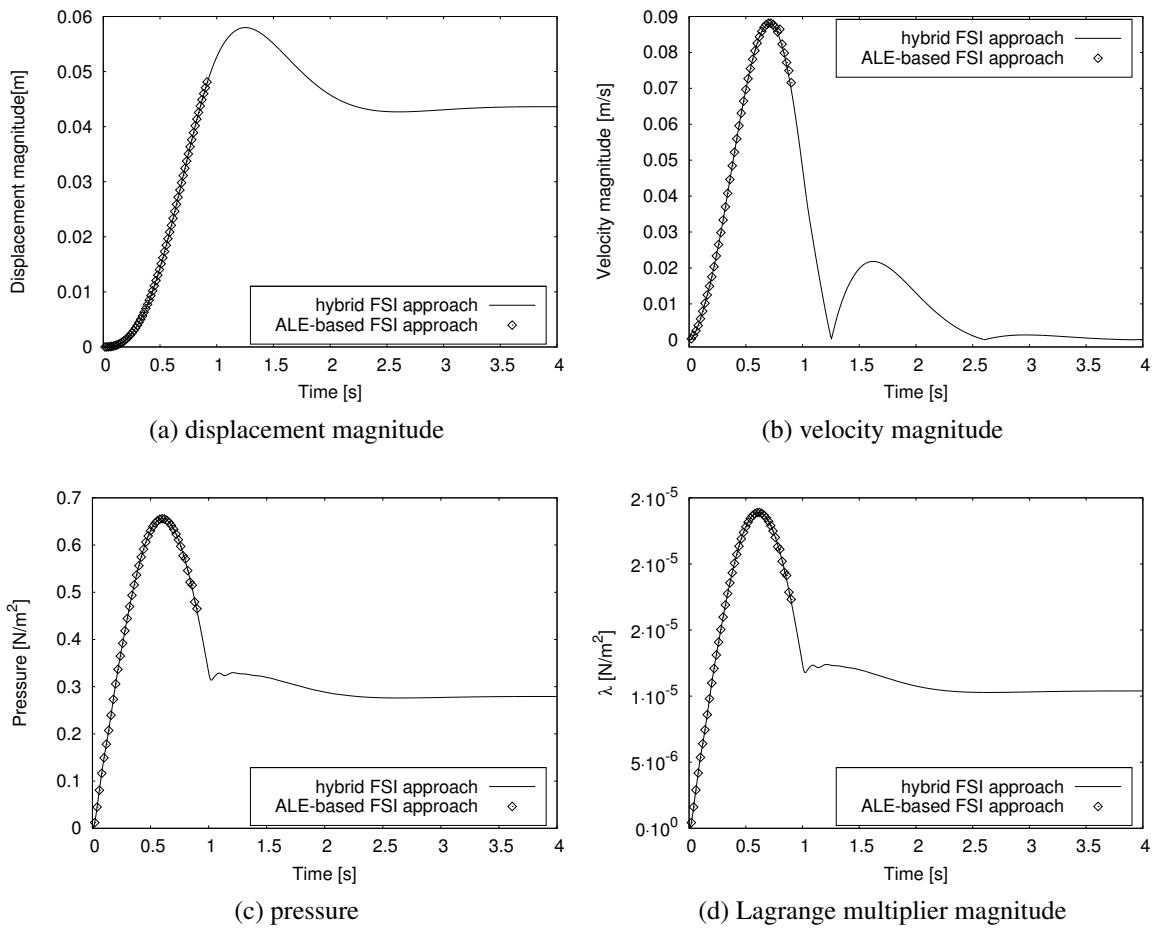 0.06
0.05
0.04
0.03
0.02
0.01
0
Displacement magnitude[m]
hybrid FSI approach
ALE-based FSI approach
0 0.5 1 1.5 2 2.5 3 3.5 4
Time [s]
(a) displacement magnitude
0.09
0.08
0.07
0.06
0.05
0.04
0.03
0.02
0.01
0
Velocity magnitude [m/s]
hybrid FSI approach
ALE-based FSI approach
0 0.5 1 1.5 2 2.5 3 3.5 4
Time [s]
(b) velocity magnitude
0.7
0.6
0.5
0.4
0.3
0.2
0.1
0
Pressure [N/m²]
hybrid FSI approach
ALE-based FSI approach
0 0.5 1 1.5 2 2.5 3 3.5 4
Time [s]
(c) pressure
2·10⁻⁵
2·10⁻⁵
2·10⁻⁵
1·10⁻⁵
5·10⁻⁶
0·10⁰
λ [N/m²]
hybrid FSI approach
ALE-based FSI approach
0 0.5 1 1.5 2 2.5 3 3.5 4
Time [s]
(d) Lagrange multiplier magnitude